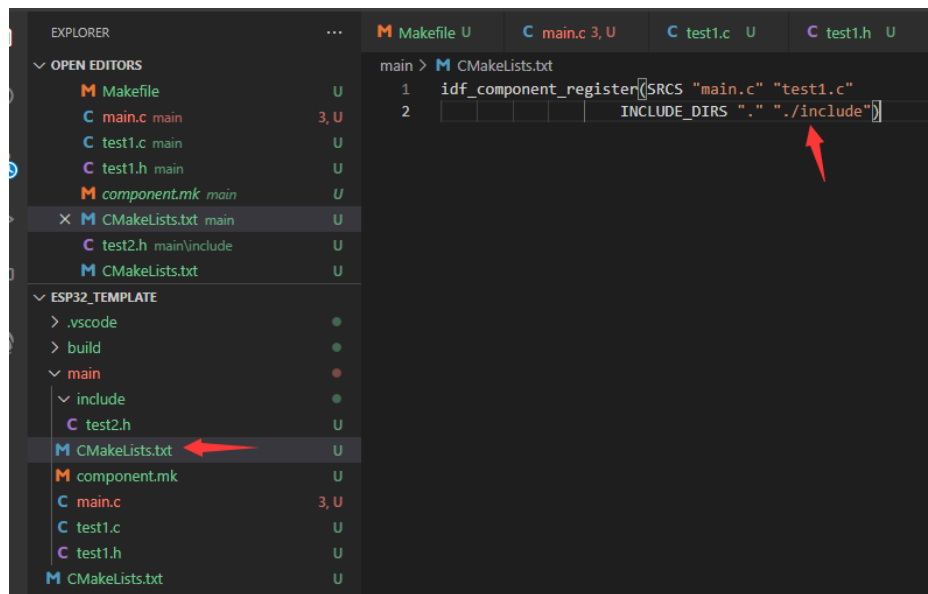 EXPLORER ... M Makefile U C main.c 3, U C test1.c U C test1.h U
OPEN EDITORS
main > M CMakeLists.txt
M Makefile U
1 idf_component_register(SRCS "main.c" "test1.c"
C main.c main 3, U
2 INCLUDE_DIRS "." "./include")
C test1.c main U
C test1.h main U
M component.mk main U
M CMakeLists.txt main U
C test2.h main\include U
M CMakeLists.txt U
ESP32_TEMPLATE
.vscode
build
main
include
C test2.h U
M CMakeLists.txt U
M component.mk U
C main.c 3, U
C test1.c U
C test1.h U
M CMakeLists.txt U